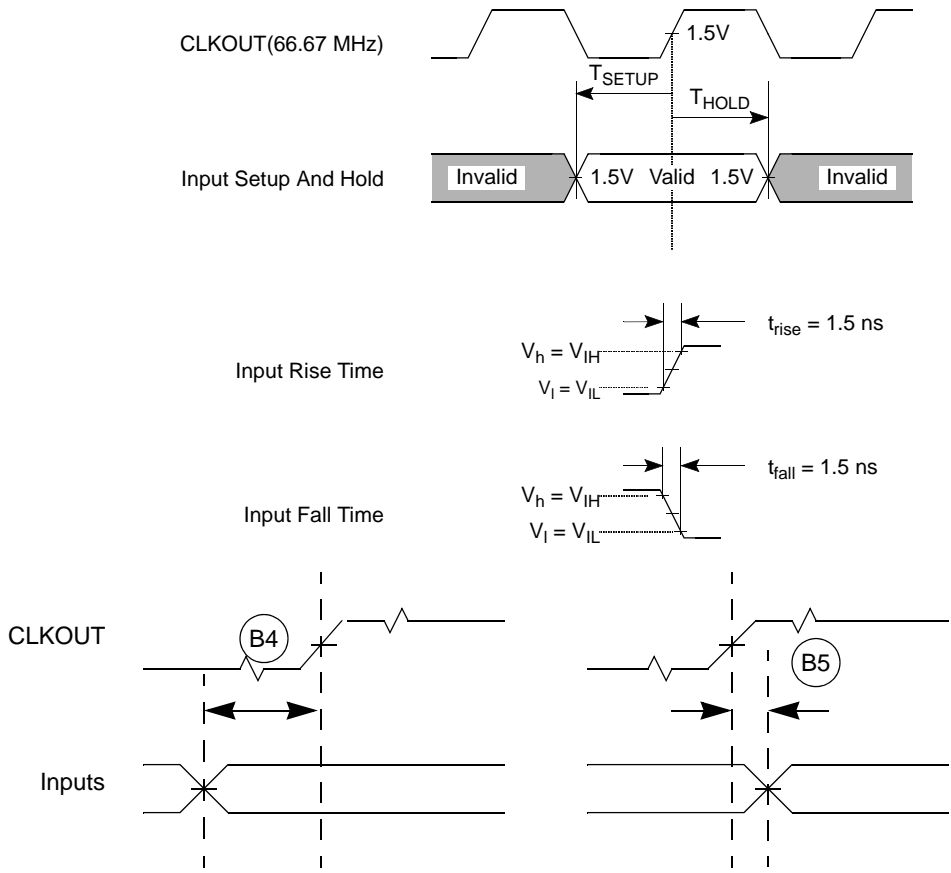 CLKOUT(66.67 MHz)
1.5V
TSETUP
THOLD
Input Setup And Hold
Invalid
1.5V
Valid
1.5V
Invalid
trise = 1.5 ns
Vh = VIH
Input Rise Time
Vl = VIL
tfall = 1.5 ns
Vh = VIH
Input Fall Time
Vl = VIL
CLKOUT
B4
B5
Inputs